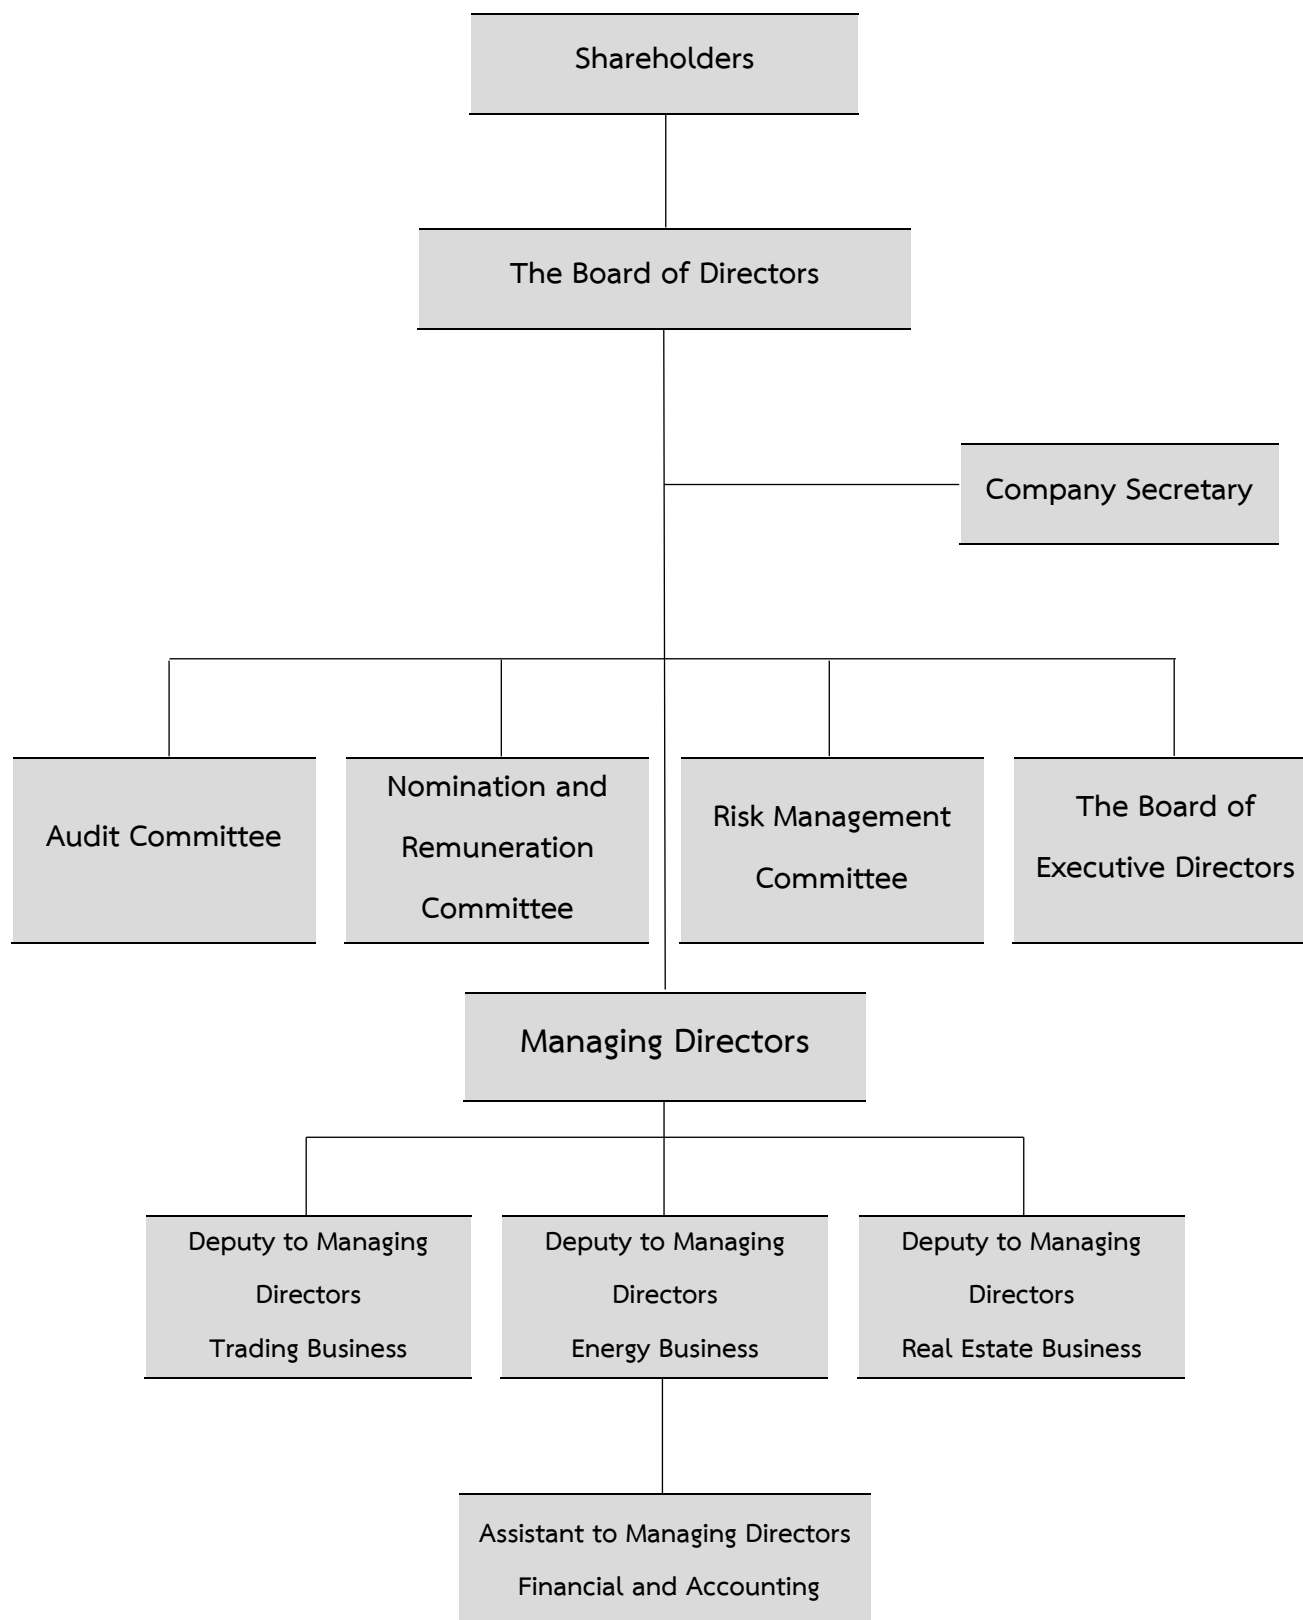 Shareholders
The Board of Directors
Company Secretary
Audit Committee
Nomination and
Remuneration
Committee
Risk Management
Committee
The Board of
Executive Directors
Managing Directors
Deputy to Managing
Directors
Trading Business
Deputy to Managing
Directors
Energy Business
Deputy to Managing
Directors
Real Estate Business
Assistant to Managing Directors
Financial and Accounting